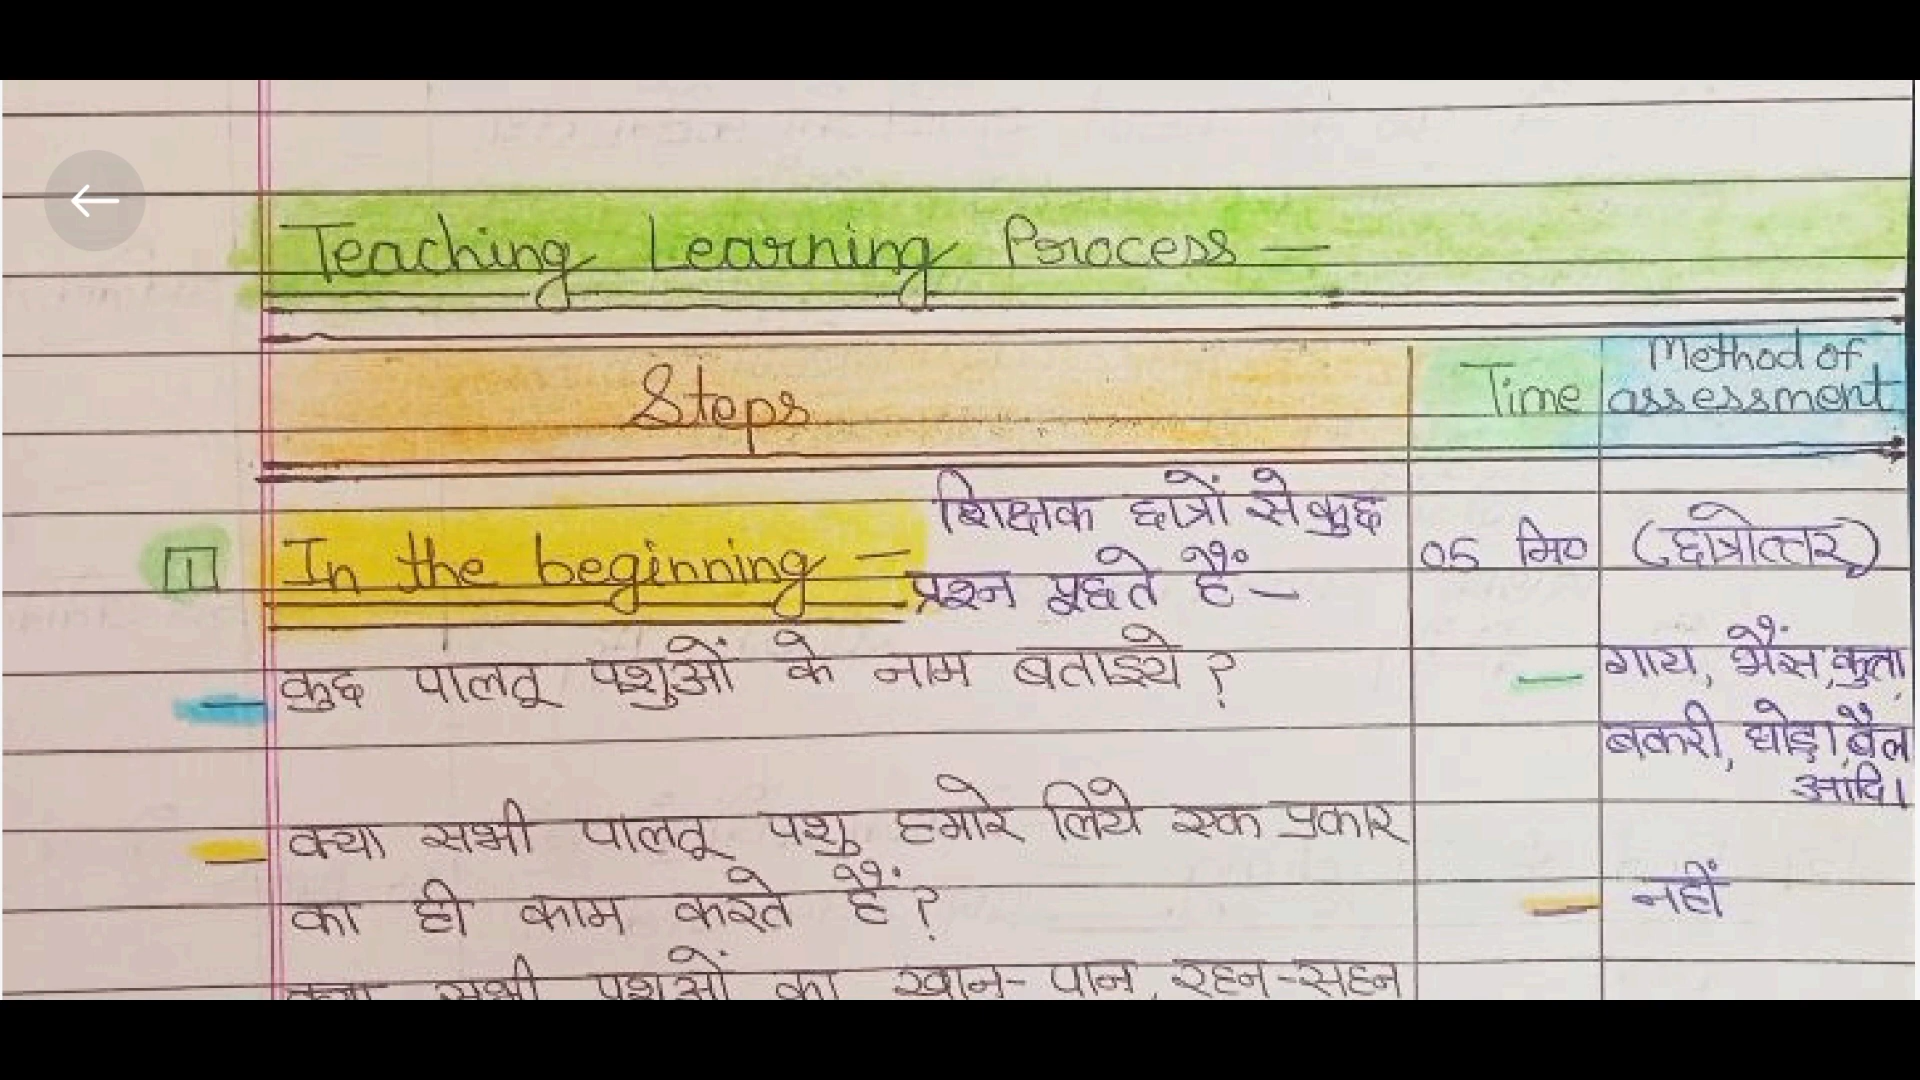 Teaching Learning Process —
Steps
Time
Method of
assessment
शिक्षक छात्रों से कुछ
1 In the beginning — प्रश्न पूछते हैं —
05 मि०
(छात्रोत्तर)
कुछ पालतू पशुओं के नाम बताइये ?
— गाय, भैंस, कुत्ता,
बकरी, घोड़ा, बैल
आदि।
क्या सभी पालतू पशु हमारे लिये एक प्रकार
का ही काम करते हैं ?
— नहीं
क्या सभी पशुओं का खान-पान, रहन-सहन